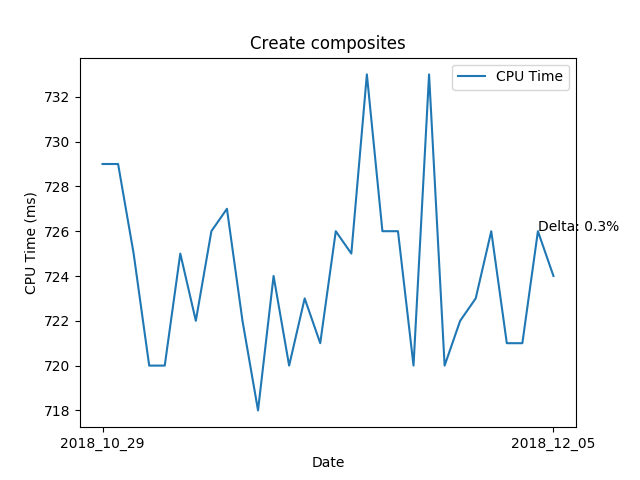 Create composites
CPU Time
732
730
728
726
724
722
720
718
CPU Time (ms)
Delta: 0.3%
2018_10_29
2018_12_05
Date